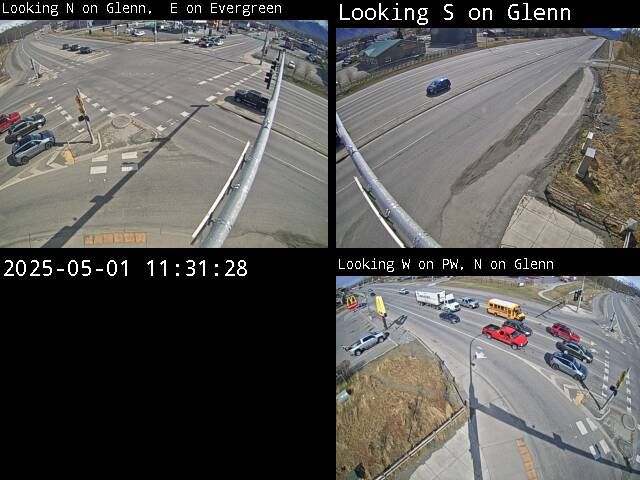 Looking N on Glenn, E on Evergreen
Looking S on Glenn
2025-05-01 11:31:28
Looking W on PW, N on Glenn